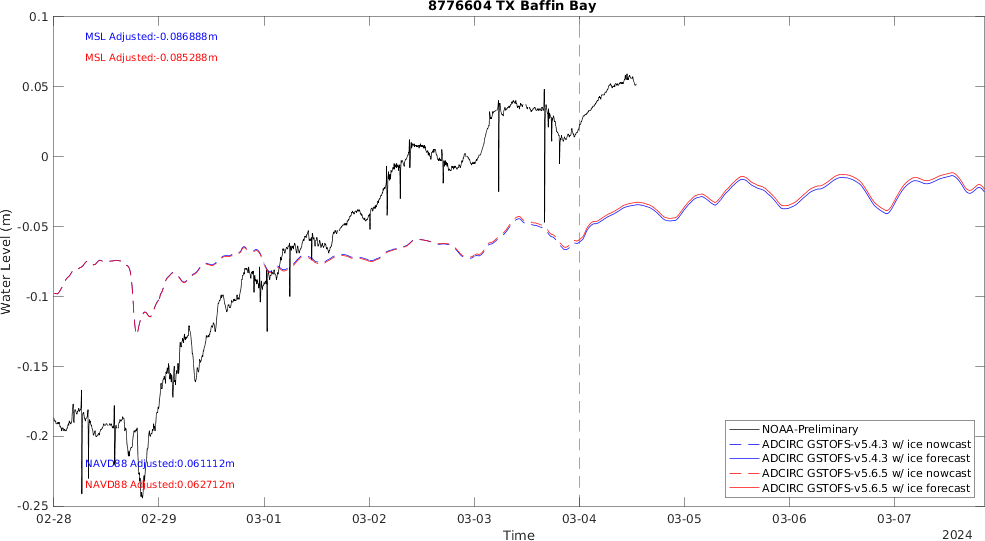 8776604 TX Baffin Bay
MSL Adjusted:-0.086888m
MSL Adjusted:-0.085288m
NAVD88 Adjusted:0.061112m
NAVD88 Adjusted:0.062712m
Water Level (m)
0.1
0.05
0
-0.05
-0.1
-0.15
-0.2
-0.25
02-28
02-29
03-01
03-02
03-03
03-04
03-05
03-06
03-07
Time
2024
NOAA-Preliminary
ADCIRC GSTOFS-v5.4.3 w/ ice nowcast
ADCIRC GSTOFS-v5.4.3 w/ ice forecast
ADCIRC GSTOFS-v5.6.5 w/ ice nowcast
ADCIRC GSTOFS-v5.6.5 w/ ice forecast